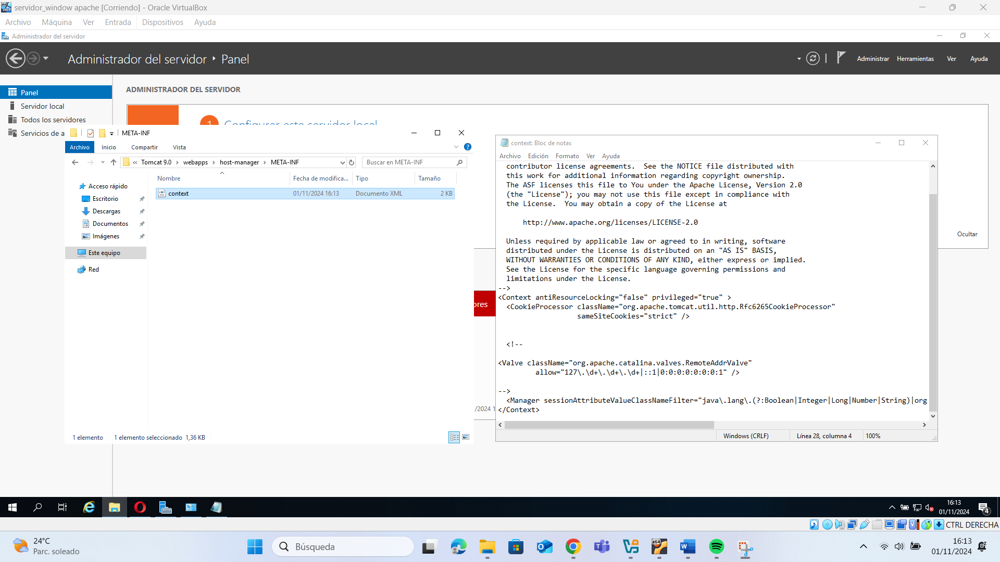 servidor_window apache [Corriendo] - Oracle VirtualBox
Archivo Máquina Ver Entrada Dispositivos Ayuda
Administrador del servidor
Administrador del servidor ‣ Panel
Administrar Herramientas Ver Ayuda
Panel
Servidor local
Todos los servidores
Servicios de a
ADMINISTRADOR DEL SERVIDOR
1 Configurar este servidor local
Ocultar
ores
/2024 1
META-INF
Archivo Inicio Compartir Vista
« Tomcat 9.0 > webapps > host-manager > META-INF
Buscar en META-INF
Nombre Fecha de modifica... Tipo Tamaño
context 01/11/2024 16:13 Documento XML 2 KB
Acceso rápido
Escritorio
Descargas
Documentos
Imágenes
Este equipo
Red
1 elemento 1 elemento seleccionado 1,36 KB
context: Bloc de notas
Archivo Edición Formato Ver Ayuda
contributor license agreements.  See the NOTICE file distributed with
this work for additional information regarding copyright ownership.
The ASF licenses this file to You under the Apache License, Version 2.0
(the "License"); you may not use this file except in compliance with
the License.  You may obtain a copy of the License at
http://www.apache.org/licenses/LICENSE-2.0
Unless required by applicable law or agreed to in writing, software
distributed under the License is distributed on an "AS IS" BASIS,
WITHOUT WARRANTIES OR CONDITIONS OF ANY KIND, either express or implied.
See the License for the specific language governing permissions and
limitations under the License.
-->
<Context antiResourceLocking="false" privileged="true" >
<CookieProcessor className="org.apache.tomcat.util.http.Rfc6265CookieProcessor"
sameSiteCookies="strict" />
<!--
<Valve className="org.apache.catalina.valves.RemoteAddrValve"
allow="127\.\d+\.\d+\.\d+|::1|0:0:0:0:0:0:0:1" />
-->
<Manager sessionAttributeValueClassNameFilter="java\.lang\.(?:Boolean|Integer|Long|Number|String)|org
</Context>
Windows (CRLF) Línea 28, columna 4 100%
16:13
01/11/2024
4
CTRL DERECHA
24°C
Parc. soleado
Búsqueda
16:13
01/11/2024